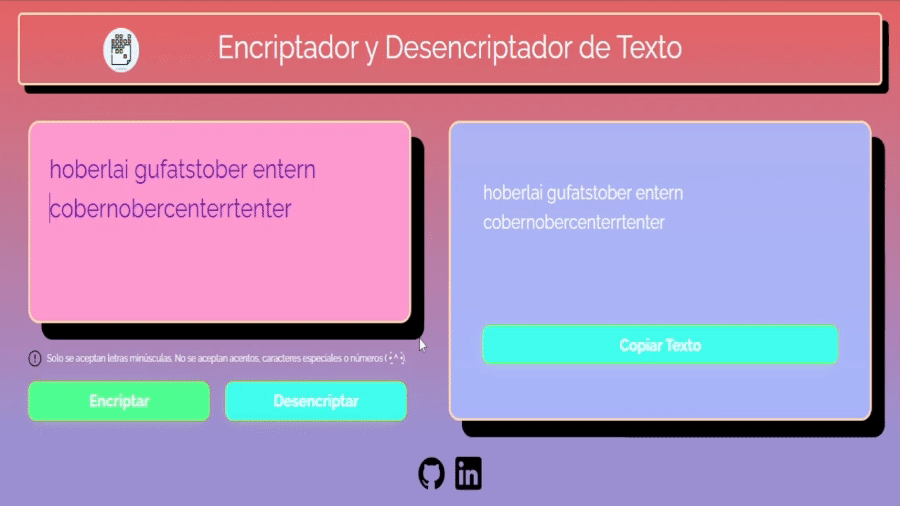 Encriptador y Desencriptador de Texto
hoberlai gufatstober entern
cobernobercenterrtenter
Solo se aceptan letras minúsculas. No se aceptan acentos, caracteres especiales o números
Encriptar
Desencriptar
hoberlai gufatstober entern
cobernobercenterrtenter
Copiar Texto
in